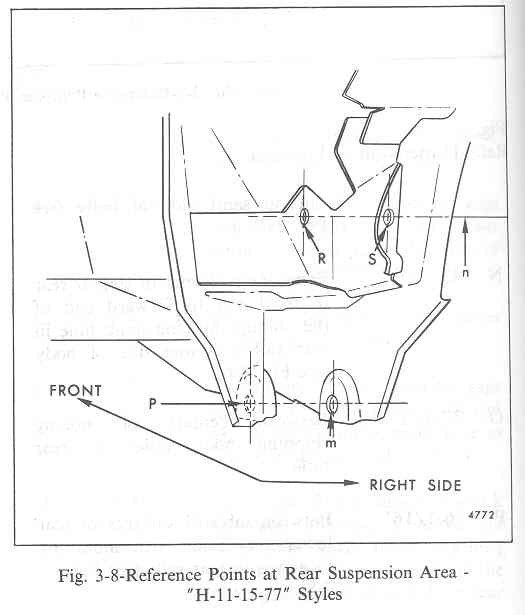 R
S
n
FRONT
P
m
RIGHT SIDE
4772
Fig. 3-8-Reference Points at Rear Suspension Area -
"H-11-15-77" Styles